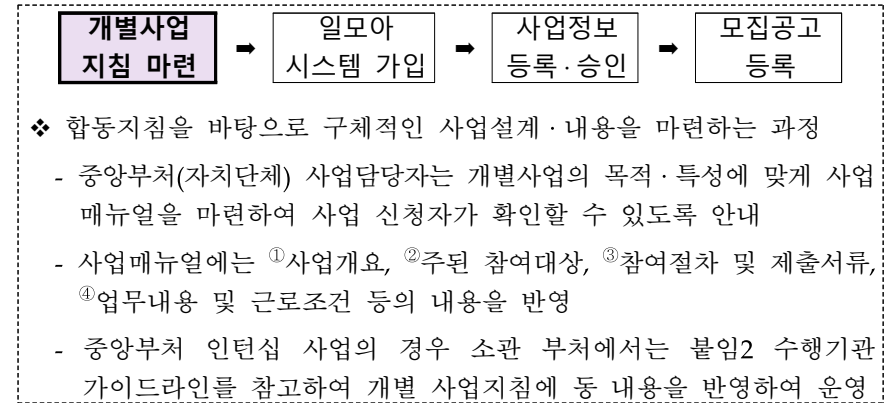 개별사업 지침 마련 ➡ 일모아 시스템 가입 ➡ 사업정보 등록·승인 ➡ 모집공고 등록
❖ 합동지침을 바탕으로 구체적인 사업설계·내용을 마련하는 과정
- 중앙부처(자치단체) 사업담당자는 개별사업의 목적·특성에 맞게 사업
매뉴얼을 마련하여 사업 신청자가 확인할 수 있도록 안내
- 사업매뉴얼에는 ①사업개요, ②주된 참여대상, ③참여절차 및 제출서류,
④업무내용 및 근로조건 등의 내용을 반영
- 중앙부처 인턴십 사업의 경우 소관 부처에서는 붙임2 수행기관
가이드라인를 참고하여 개별 사업지침에 동 내용을 반영하여 운영